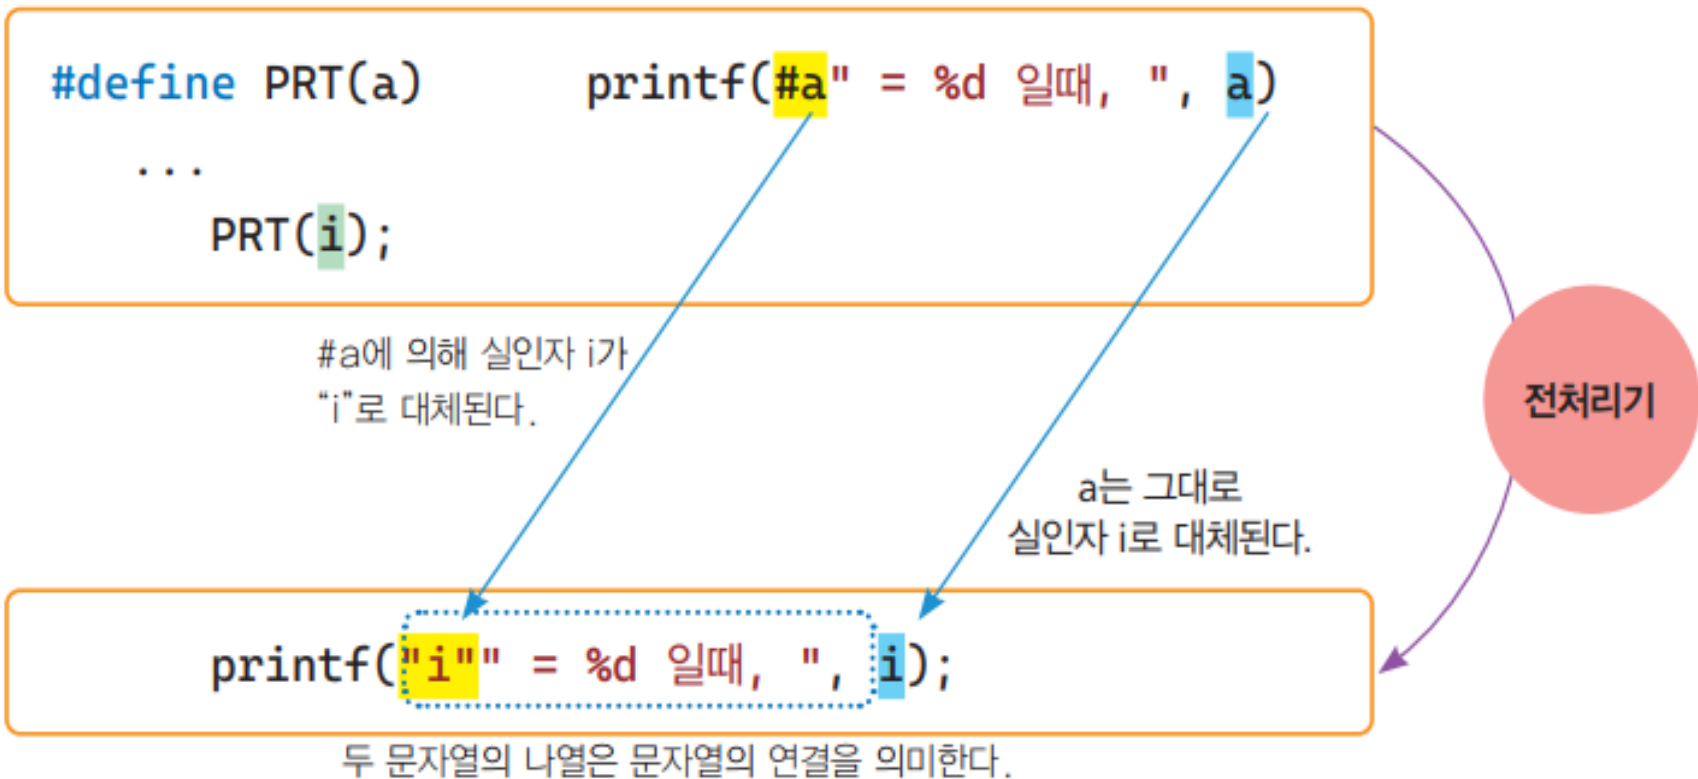 #define PRT(a) printf(#a" = %d 일때, ", a)
...
PRT(i);
#a에 의해 실인자 i가
“i”로 대체된다.
전처리기
a는 그대로
실인자 i로 대체된다.
printf("i"" = %d 일때, ", i);
두 문자열의 나열은 문자열의 연결을 의미한다.